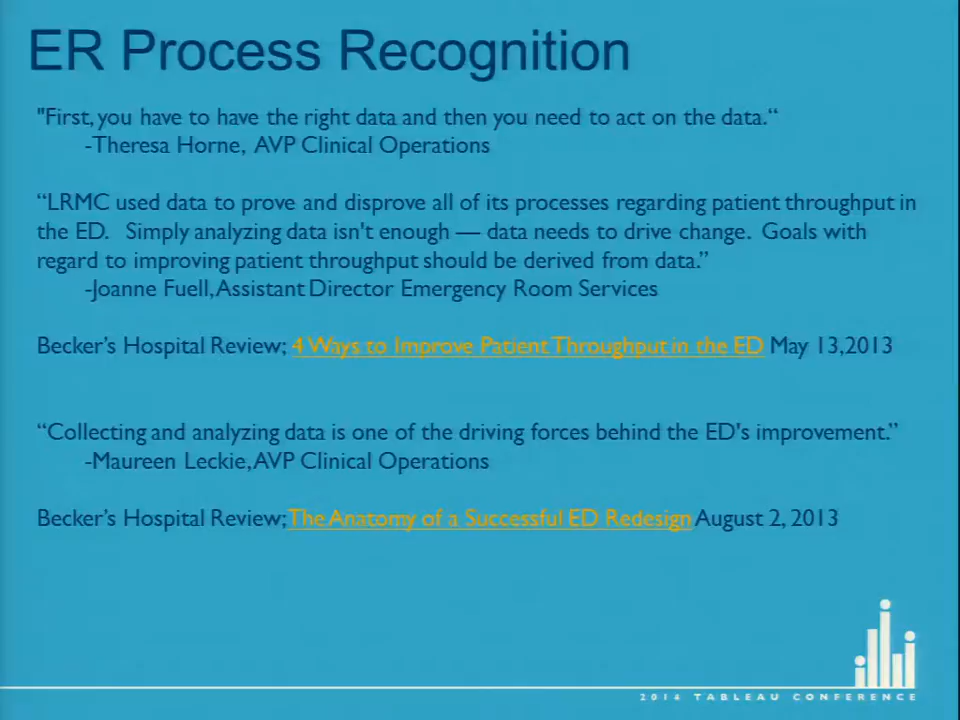 ER Process Recognition
"First, you have to have the right data and then you need to act on the data.“
-Theresa Horne, AVP Clinical Operations
“LRMC used data to prove and disprove all of its processes regarding patient throughput in
the ED. Simply analyzing data isn't enough — data needs to drive change. Goals with
regard to improving patient throughput should be derived from data.”
-Joanne Fuell, Assistant Director Emergency Room Services
Becker’s Hospital Review; 4 Ways to Improve Patient Throughput in the ED May 13,2013
“Collecting and analyzing data is one of the driving forces behind the ED's improvement.”
-Maureen Leckie, AVP Clinical Operations
Becker’s Hospital Review; The Anatomy of a Successful ED Redesign August 2, 2013
2014 TABLEAU CONFERENCE